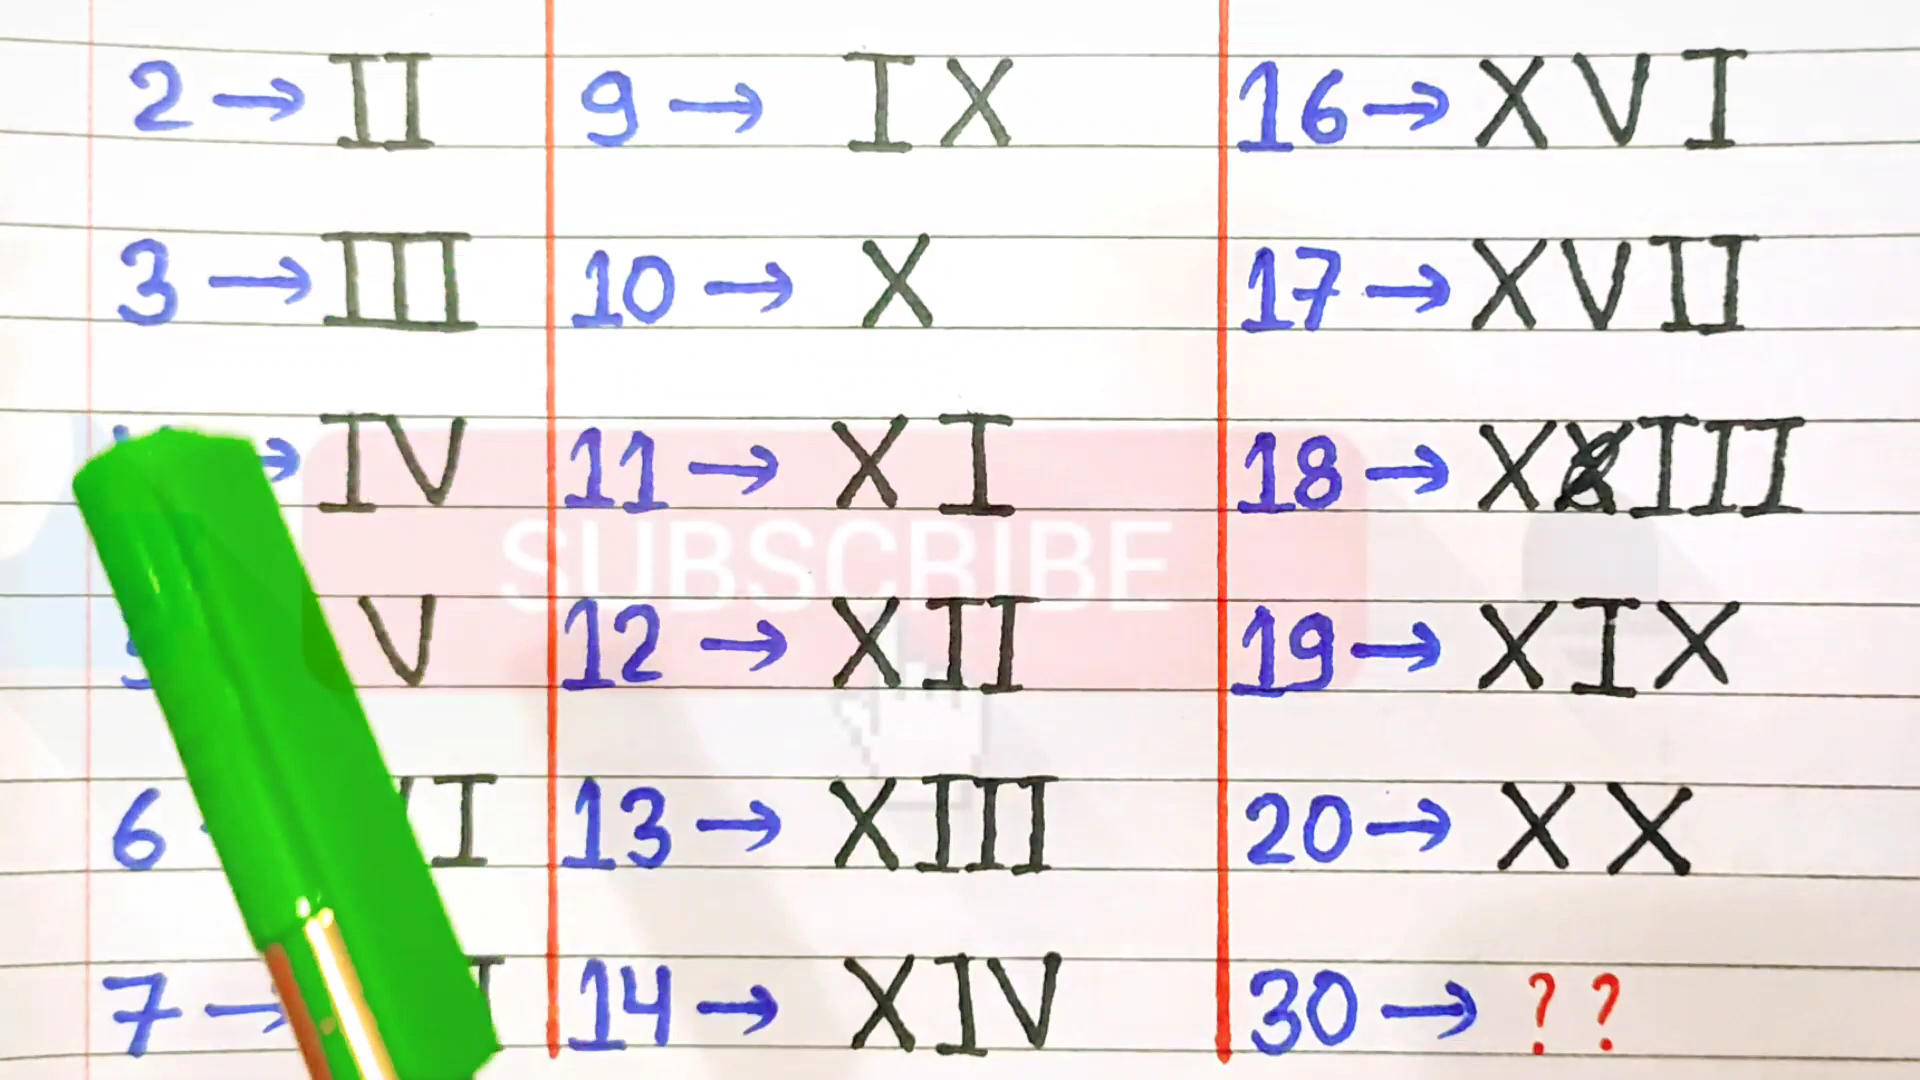 2 → II
3 → III
→ IV
V
6 I
7 → I
9 → IX
10 → X
11 → XI
12 → XII
13 → XIII
14 → XIV
16 → XVI
17 → XVII
18 → X III
19 → XIX
20 → XX
30 → ??
SUBSCRIBE